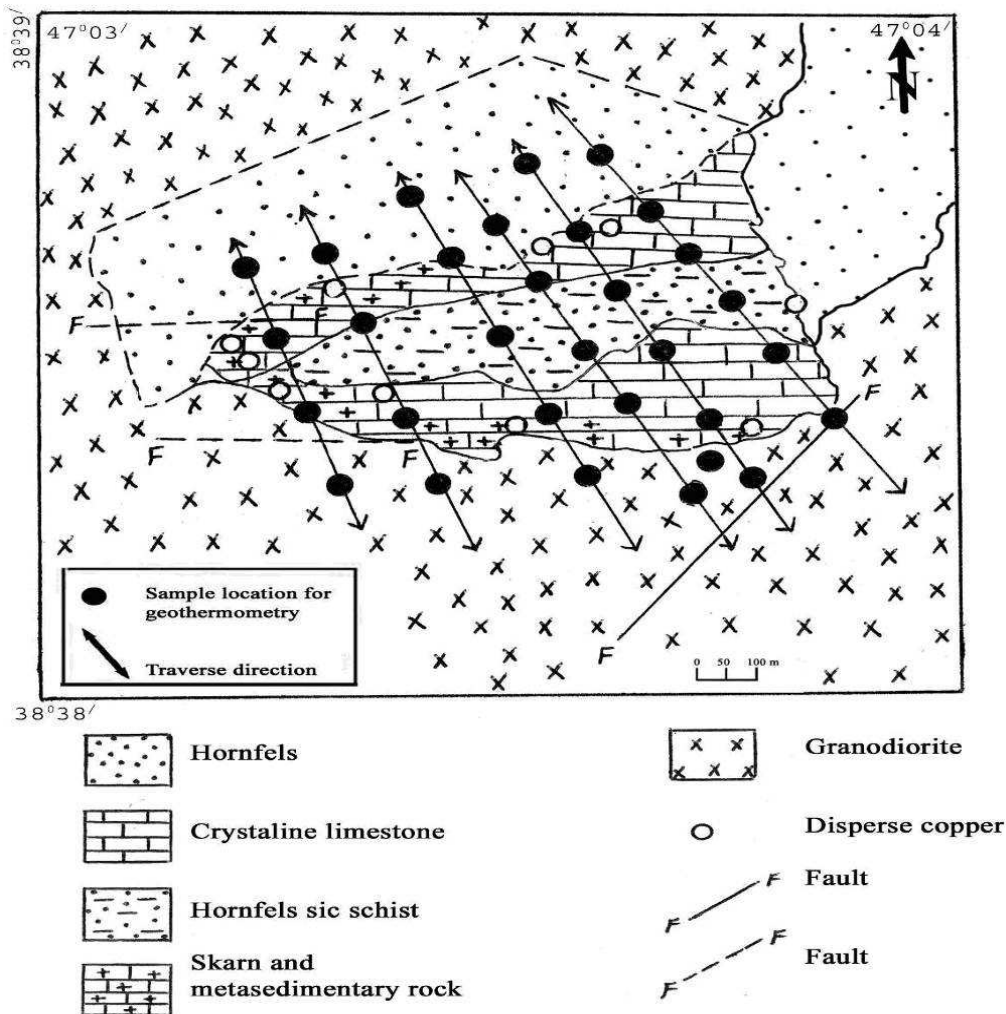 38°39′
47°03′
47°04′
N
F
F
F
F
F
F
Sample location for
geothermometry
Traverse direction
0 50 100 m
38°38′
Hornfels
Crystaline limestone
Hornfels sic schist
Skarn and
metasedimentary rock
Granodiorite
Disperse copper
F F
Fault
F F
Fault